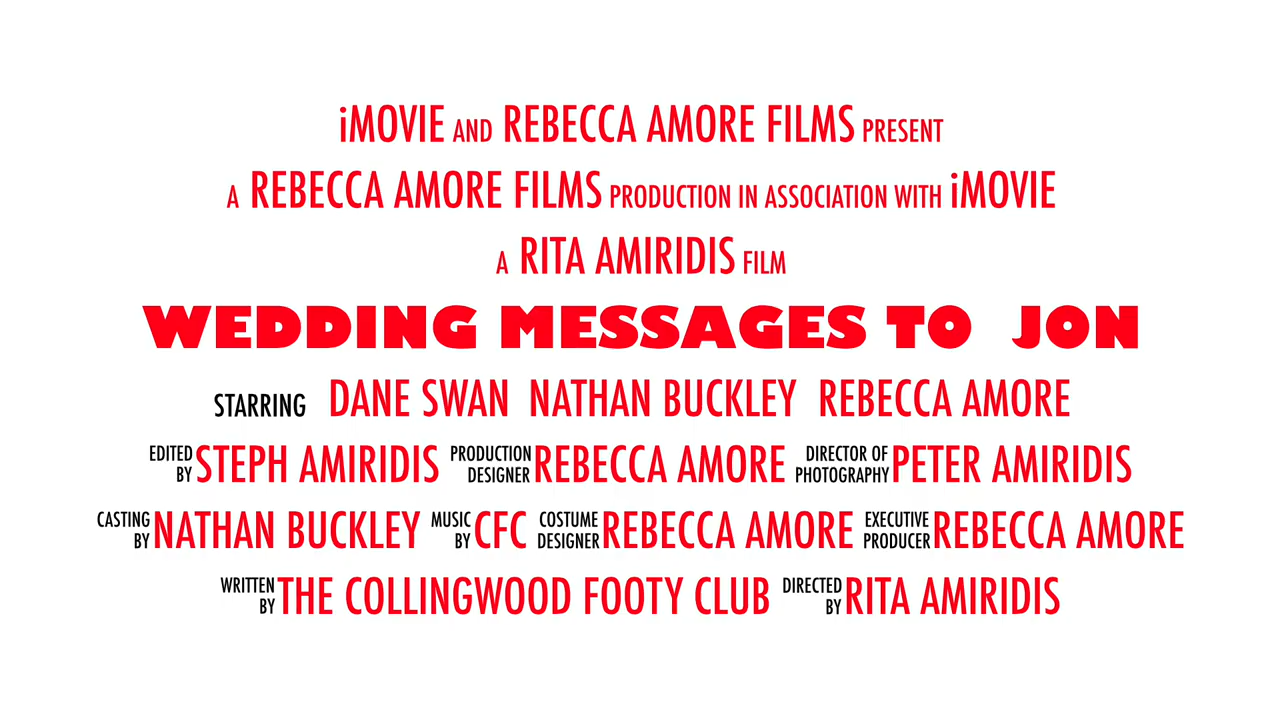 iMOVIE AND REBECCA AMORE FILMS PRESENT
A REBECCA AMORE FILMS PRODUCTION IN ASSOCIATION WITH iMOVIE
A RITA AMIRIDIS FILM
WEDDING MESSAGES TO JON
STARRING DANE SWAN NATHAN BUCKLEY REBECCA AMORE
EDITED BY STEPH AMIRIDIS PRODUCTION DESIGNER REBECCA AMORE DIRECTOR OF PHOTOGRAPHY PETER AMIRIDIS
CASTING BY NATHAN BUCKLEY MUSIC BY CFC COSTUME DESIGNER REBECCA AMORE EXECUTIVE PRODUCER REBECCA AMORE
WRITTEN BY THE COLLINGWOOD FOOTY CLUB DIRECTED BY RITA AMIRIDIS